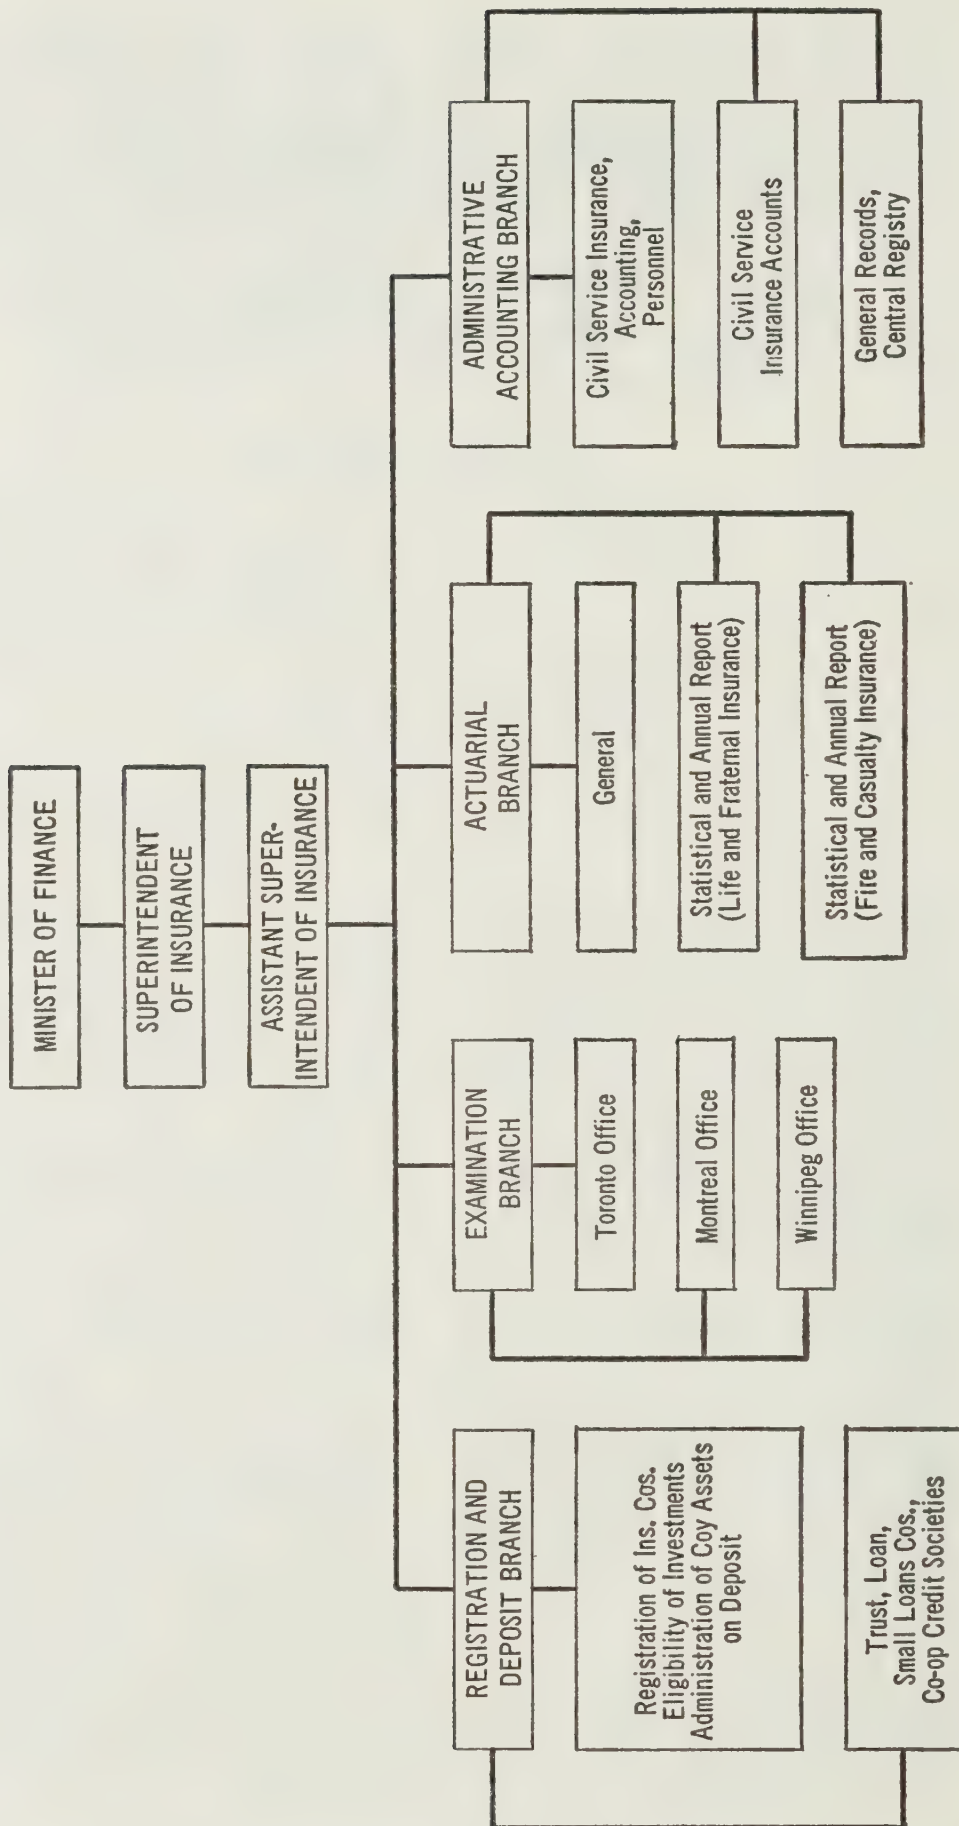 MINISTER OF FINANCE
SUPERINTENDENT
OF INSURANCE
ASSISTANT SUPER-
INTENDENT OF INSURANCE
REGISTRATION AND
DEPOSIT BRANCH
Registration of Ins. Cos.
Eligibility of Investments
Administration of Coy Assets
on Deposit
Trust, Loan,
Small Loans Cos.,
Co-op Credit Societies
EXAMINATION
BRANCH
Toronto Office
Montreal Office
Winnipeg Office
ACTUARIAL
BRANCH
General
Statistical and Annual Report
(Life and Fraternal Insurance)
Statistical and Annual Report
(Fire and Casualty Insurance)
ADMINISTRATIVE
ACCOUNTING BRANCH
Civil Service Insurance,
Accounting,
Personnel
Civil Service
Insurance Accounts
General Records,
Central Registry